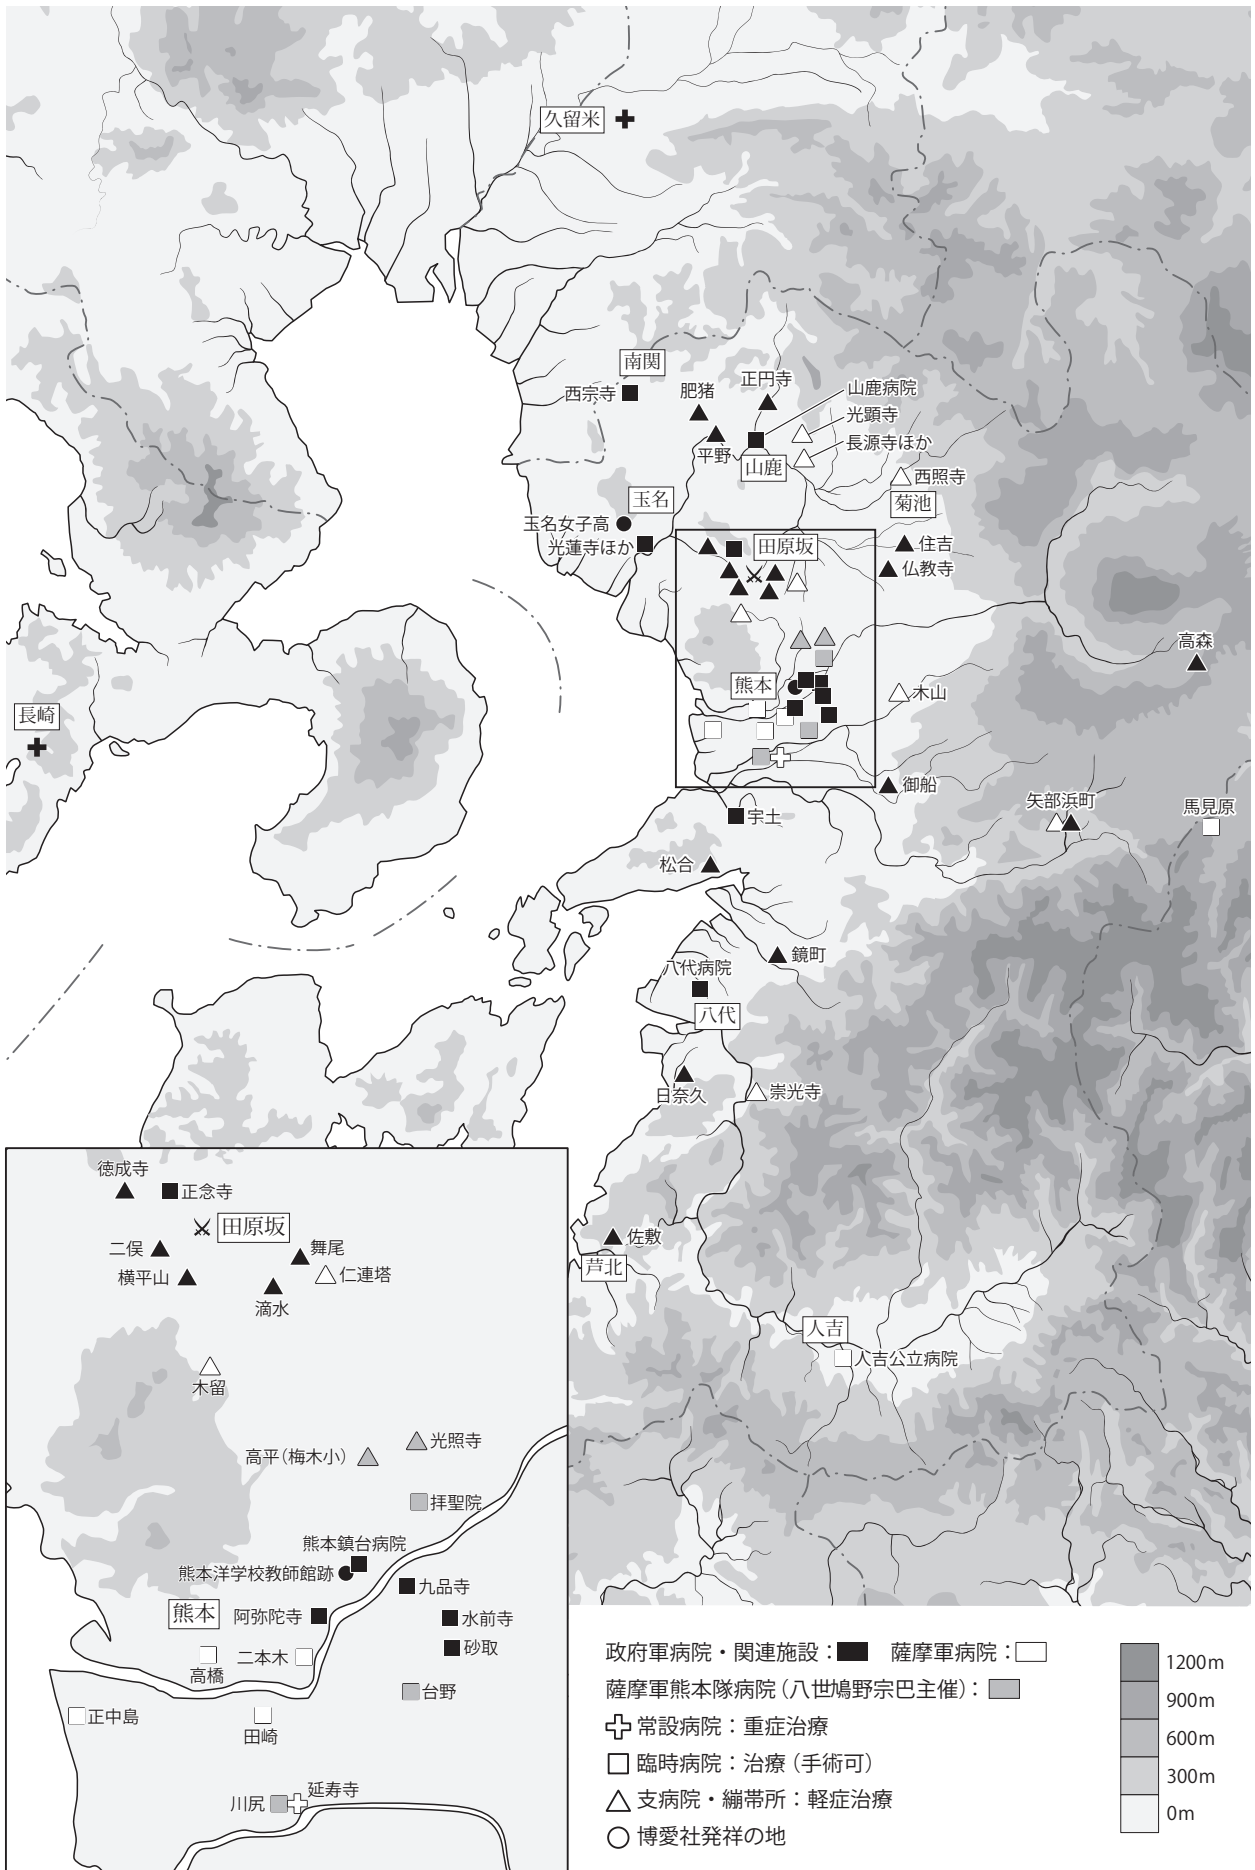 久留米
南関
西宗寺
肥猪
正円寺
山鹿病院
光顕寺
長源寺ほか
平野
山鹿
西照寺
菊池
玉名
玉名女子高
光蓮寺ほか
田原坂
住吉
仏教寺
高森
熊本
木山
長崎
御船
矢部浜町
馬見原
宇土
松合
鏡町
八代病院
八代
日奈久
崇光寺
佐敷
芦北
人吉
人吉公立病院
徳成寺
正念寺
田原坂
二俣
舞尾
横平山
仁連塔
滴水
木留
光照寺
高平(梅木小)
拝聖院
熊本鎮台病院
熊本洋学校教師館跡
九品寺
熊本
阿弥陀寺
水前寺
砂取
二本木
高橋
台野
正中島
田崎
延寿寺
川尻
政府軍病院・関連施設：
薩摩軍病院：
薩摩軍熊本隊病院(八世鳩野宗巴主催)：
常設病院：重症治療
臨時病院：治療(手術可)
支病院・繃帯所：軽症治療
博愛社発祥の地
1200m
900m
600m
300m
0m